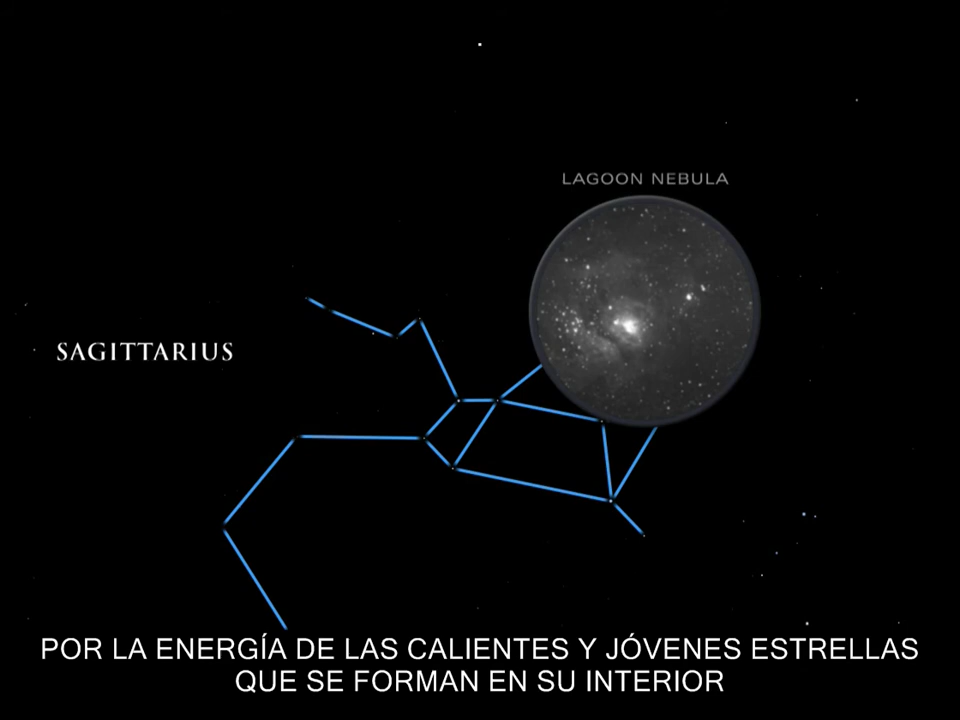 LAGOON NEBULA
SAGITTARIUS
POR LA ENERGÍA DE LAS CALIENTES Y JÓVENES ESTRELLAS
QUE SE FORMAN EN SU INTERIOR